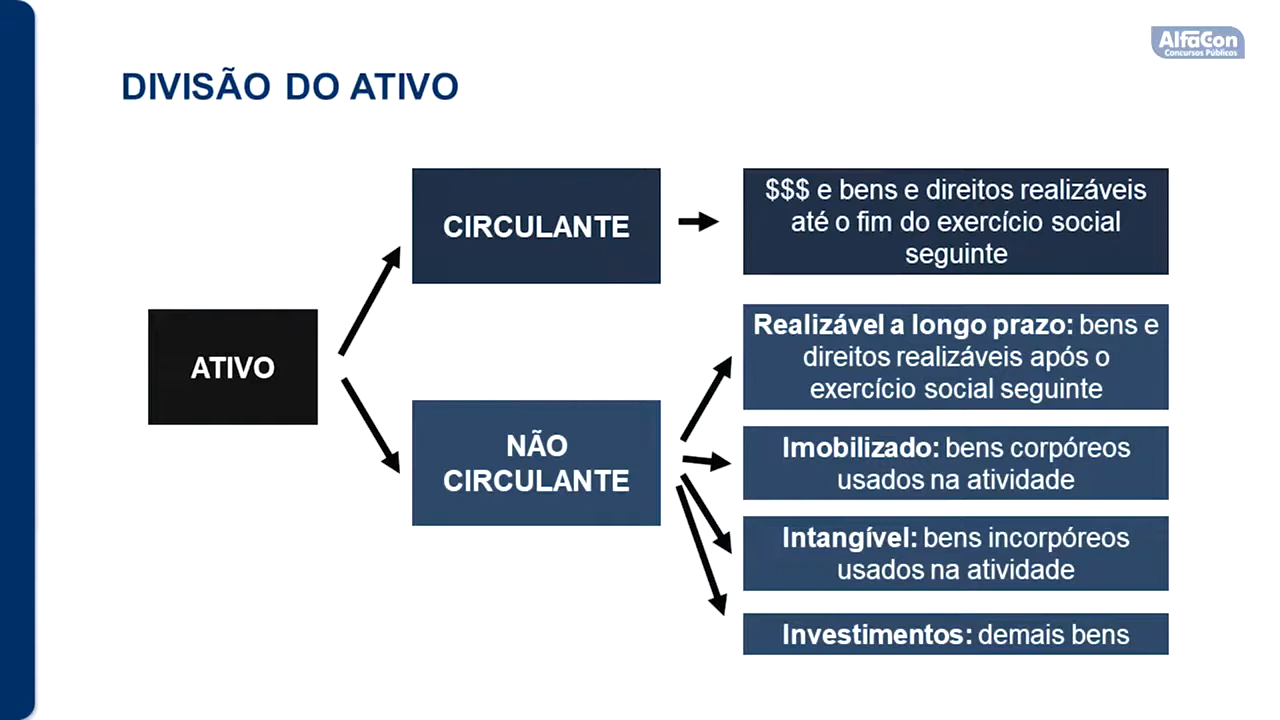 AlfaCon
Concursos Públicos
DIVISÃO DO ATIVO
ATIVO
CIRCULANTE
$$$ e bens e direitos realizáveis
até o fim do exercício social
seguinte
NÃO
CIRCULANTE
Realizável a longo prazo: bens e
direitos realizáveis após o
exercício social seguinte
Imobilizado: bens corpóreos
usados na atividade
Intangível: bens incorpóreos
usados na atividade
Investimentos: demais bens